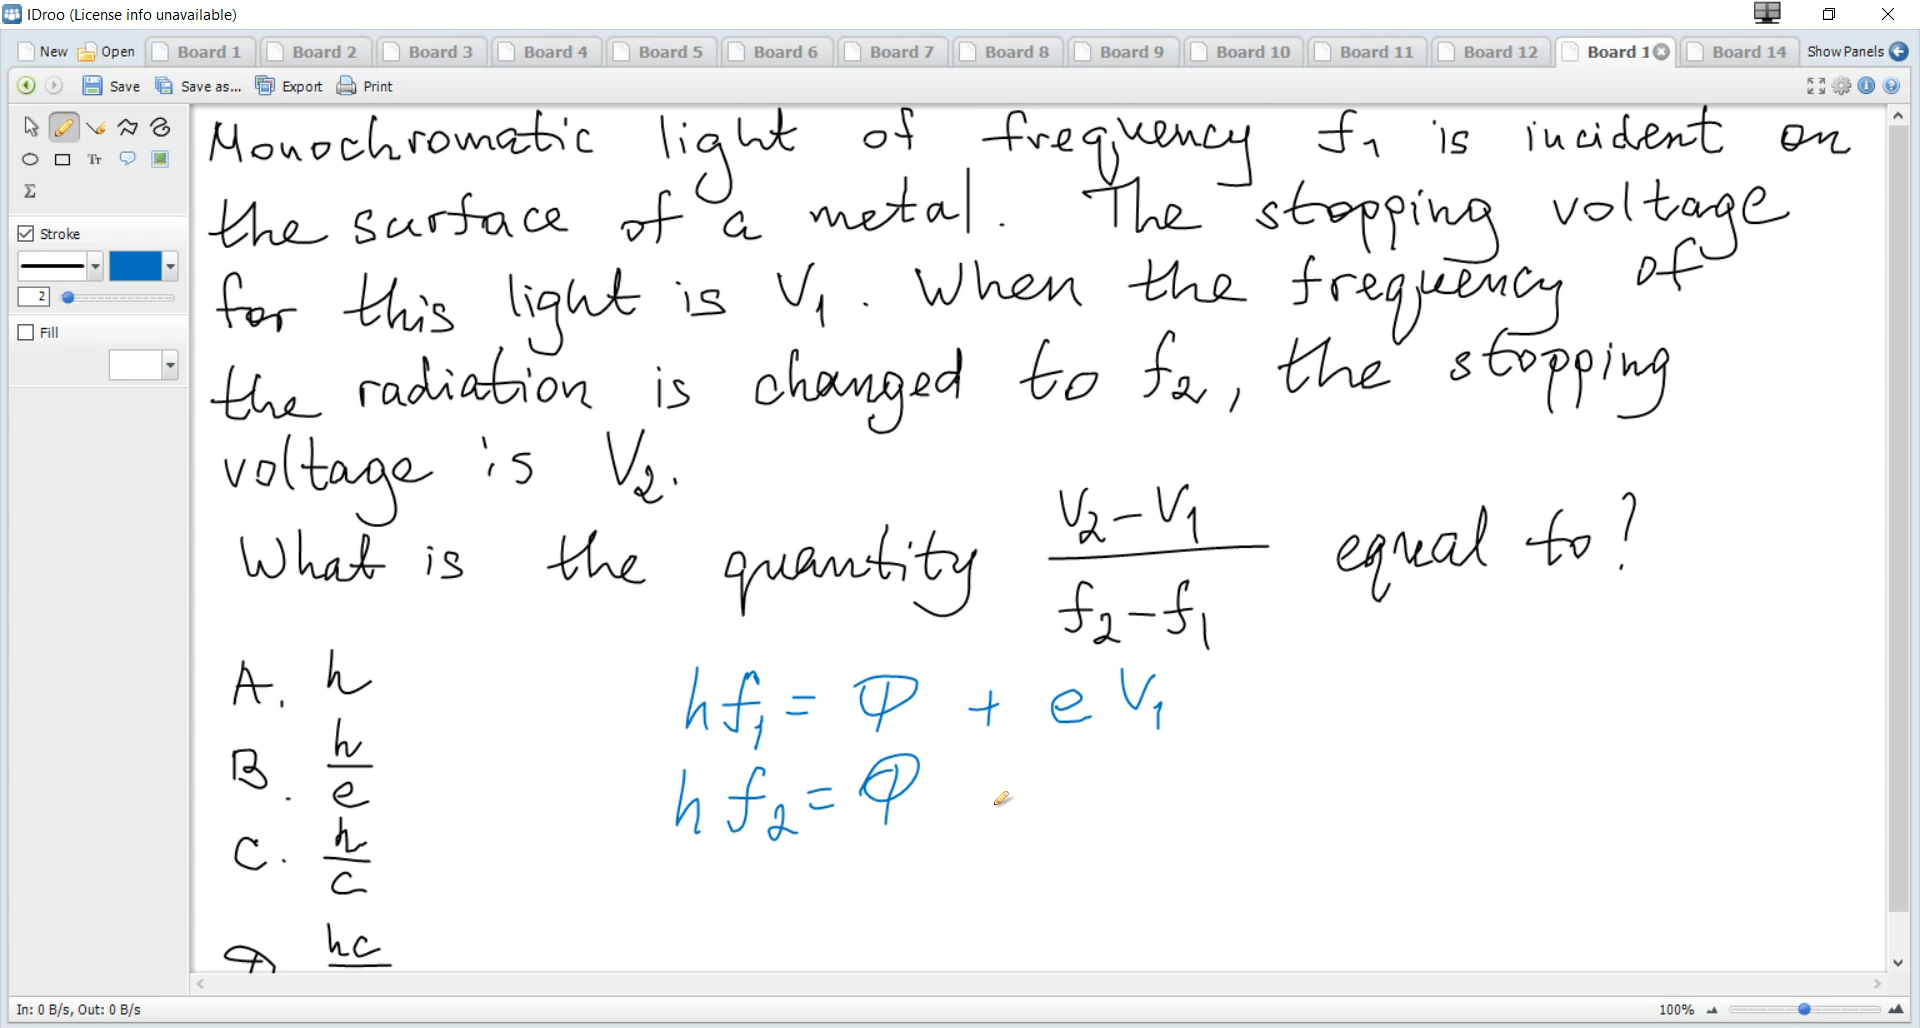 IDroo (License info unavailable)
New Open Board 1 Board 2 Board 3 Board 4 Board 5 Board 6 Board 7 Board 8 Board 9 Board 10 Board 11 Board 12 Board 1 Board 14 Show Panels
Save Save as... Export Print
Tт
Σ
Stroke
2
Fill
Monochromatic light of frequency f₁ is incident on
the surface of a metal. The stopping voltage
for this light is V₁. When the frequency of
the radiation is changed to f₂, the stopping
voltage is V₂.
What is the quantity (V₂-V₁)/(f₂-f₁) equal to?
A. h
B. h/e
C. h/c
D hc
hf₁ = Φ + eV₁
hf₂ = Φ
In: 0 B/s, Out: 0 B/s
100%